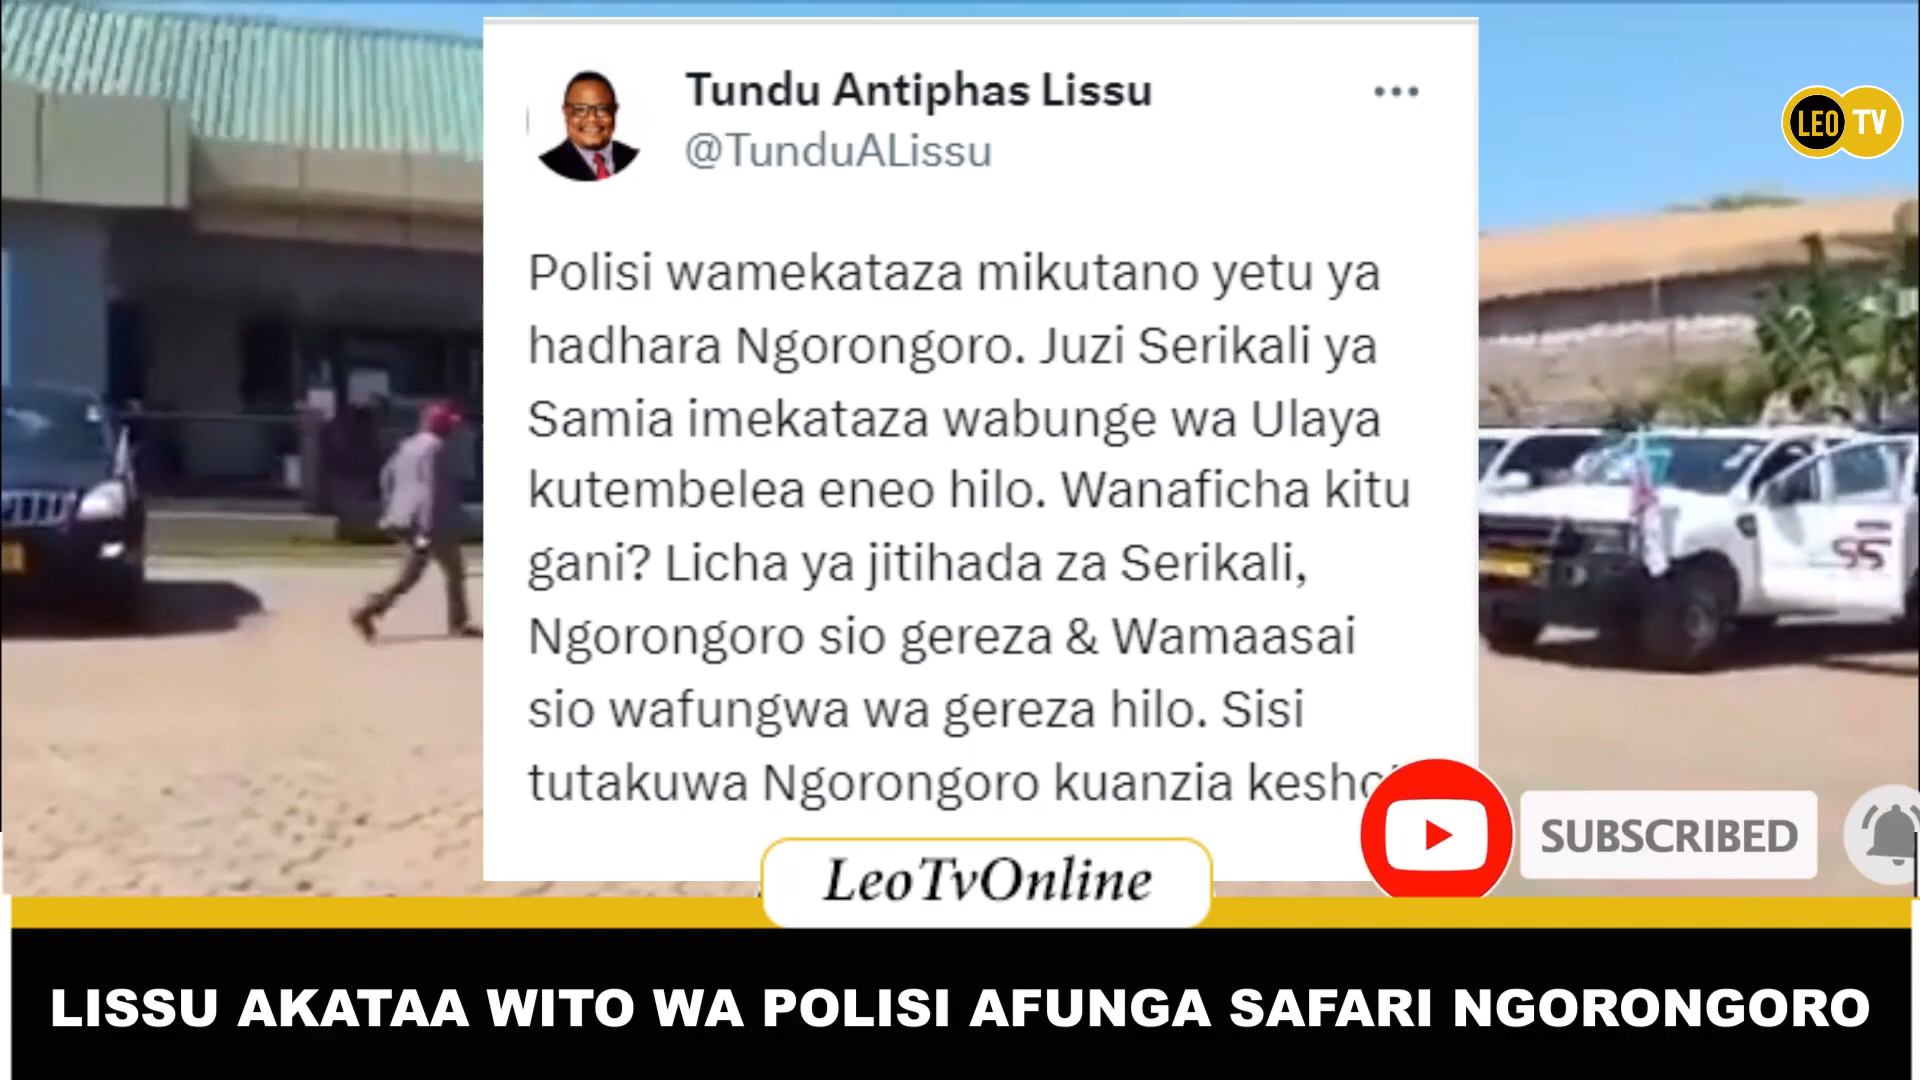 Tundu Antiphas Lissu
@TunduALissu
LEO TV
Polisi wamekataza mikutano yetu ya
hadhara Ngorongoro. Juzi Serikali ya
Samia imekataza wabunge wa Ulaya
kutembelea eneo hilo. Wanaficha kitu
gani? Licha ya jitihada za Serikali,
Ngorongoro sio gereza & Wamaasai
sio wafungwa wa gereza hilo. Sisi
tutakuwa Ngorongoro kuanzia kesho
SS
SUBSCRIBED
LeoTvOnline
LISSU AKATAA WITO WA POLISI AFUNGA SAFARI NGORONGORO